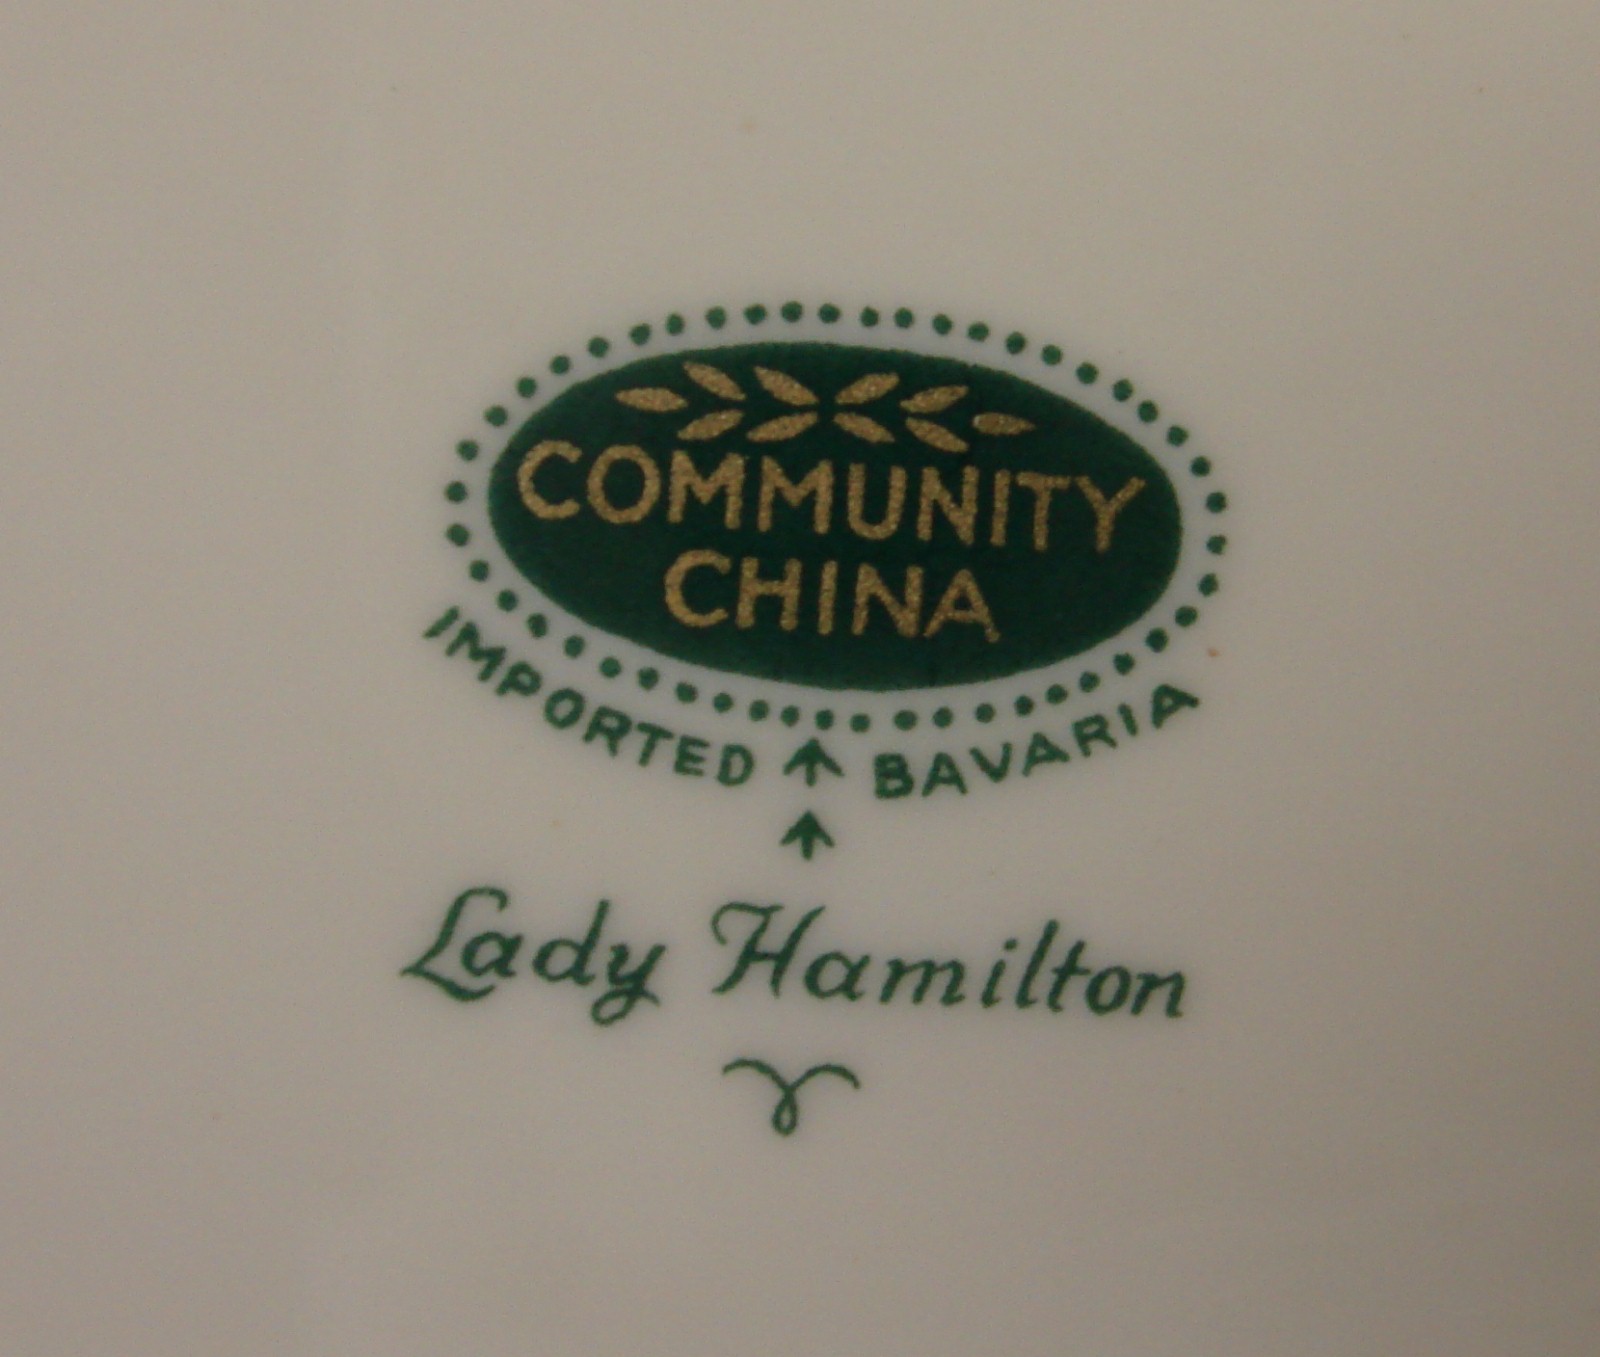 COMMUNITY
CHINA
IMPORTED BAVARIA
Lady Hamilton